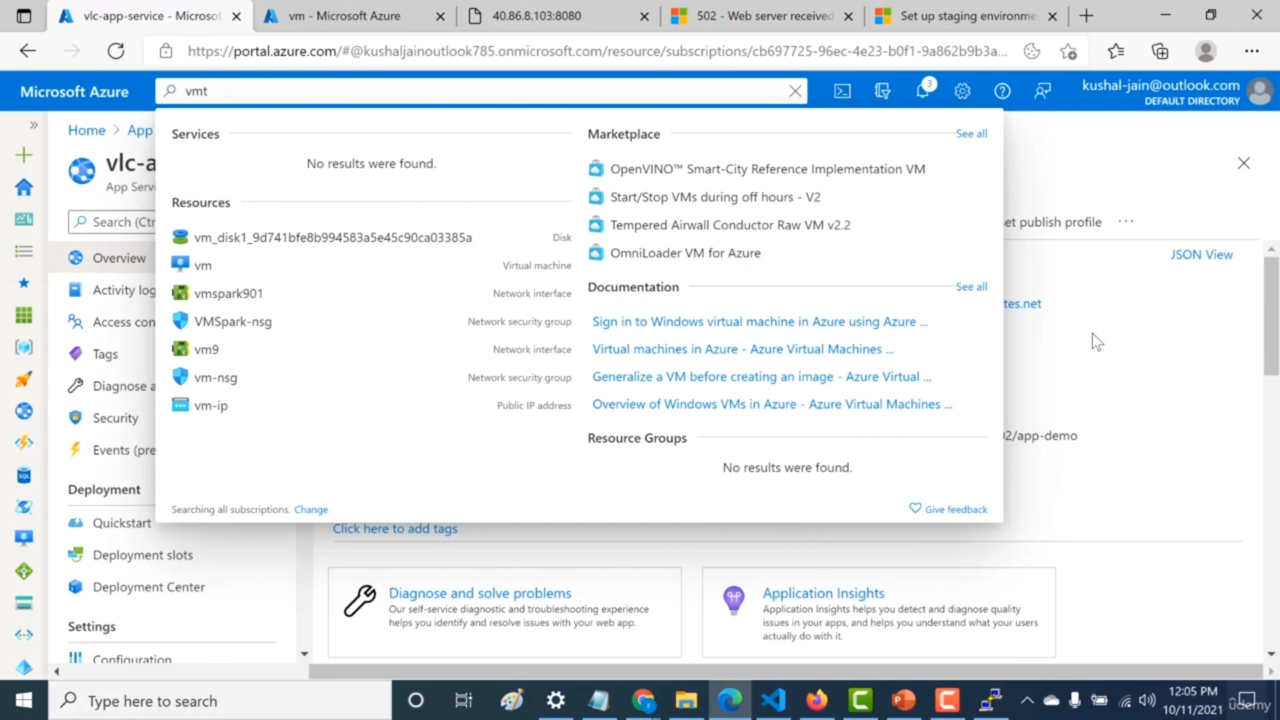 vlc-app-service - Microsof
vm - Microsoft Azure
40.86.8.103:8080
502 - Web server received
Set up staging environme
https://portal.azure.com/#@kushaljainoutlook785.onmicrosoft.com/resource/subscriptions/cb697725-96ec-4e23-b0f1-9a862b9b3a...
Microsoft Azure
vmt
3
kushal-jain@outlook.com
DEFAULT DIRECTORY
Home > App
vlc-a
App Servic
Search (Ctr
Overview
Activity log
Access con
Tags
Diagnose a
Security
Events (pre
Deployment
Quickstart
Deployment slots
Deployment Center
Settings
Configuration
Services
No results were found.
Resources
vm_disk1_9d741bfe8b994583a5e45c90ca03385a Disk
vm Virtual machine
vmspark901 Network interface
VMSpark-nsg Network security group
vm9 Network interface
vm-nsg Network security group
vm-ip Public IP address
Searching all subscriptions. Change
Marketplace See all
OpenVINO™ Smart-City Reference Implementation VM
Start/Stop VMs during off hours - V2
Tempered Airwall Conductor Raw VM v2.2
OmniLoader VM for Azure
Documentation See all
Sign in to Windows virtual machine in Azure using Azure ...
Virtual machines in Azure - Azure Virtual Machines ...
Generalize a VM before creating an image - Azure Virtual ...
Overview of Windows VMs in Azure - Azure Virtual Machines ...
Resource Groups
No results were found.
Give feedback
et publish profile ...
JSON View
tes.net
02/app-demo
Click here to add tags
Diagnose and solve problems
Our self-service diagnostic and troubleshooting experience
helps you identify and resolve issues with your web app.
Application Insights
Application Insights helps you detect and diagnose quality
issues in your apps, and helps you understand what your users
actually do with it.
Type here to search
12:05 PM
10/11/2021
udemy